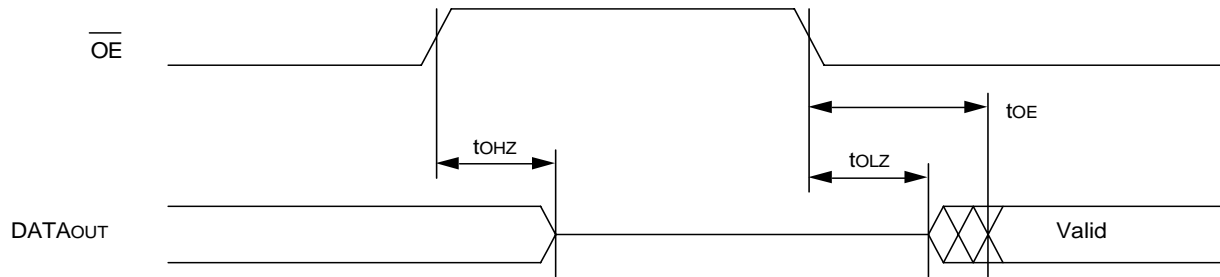 OE
tOE
tOHZ
tOLZ
DATAOUT
Valid